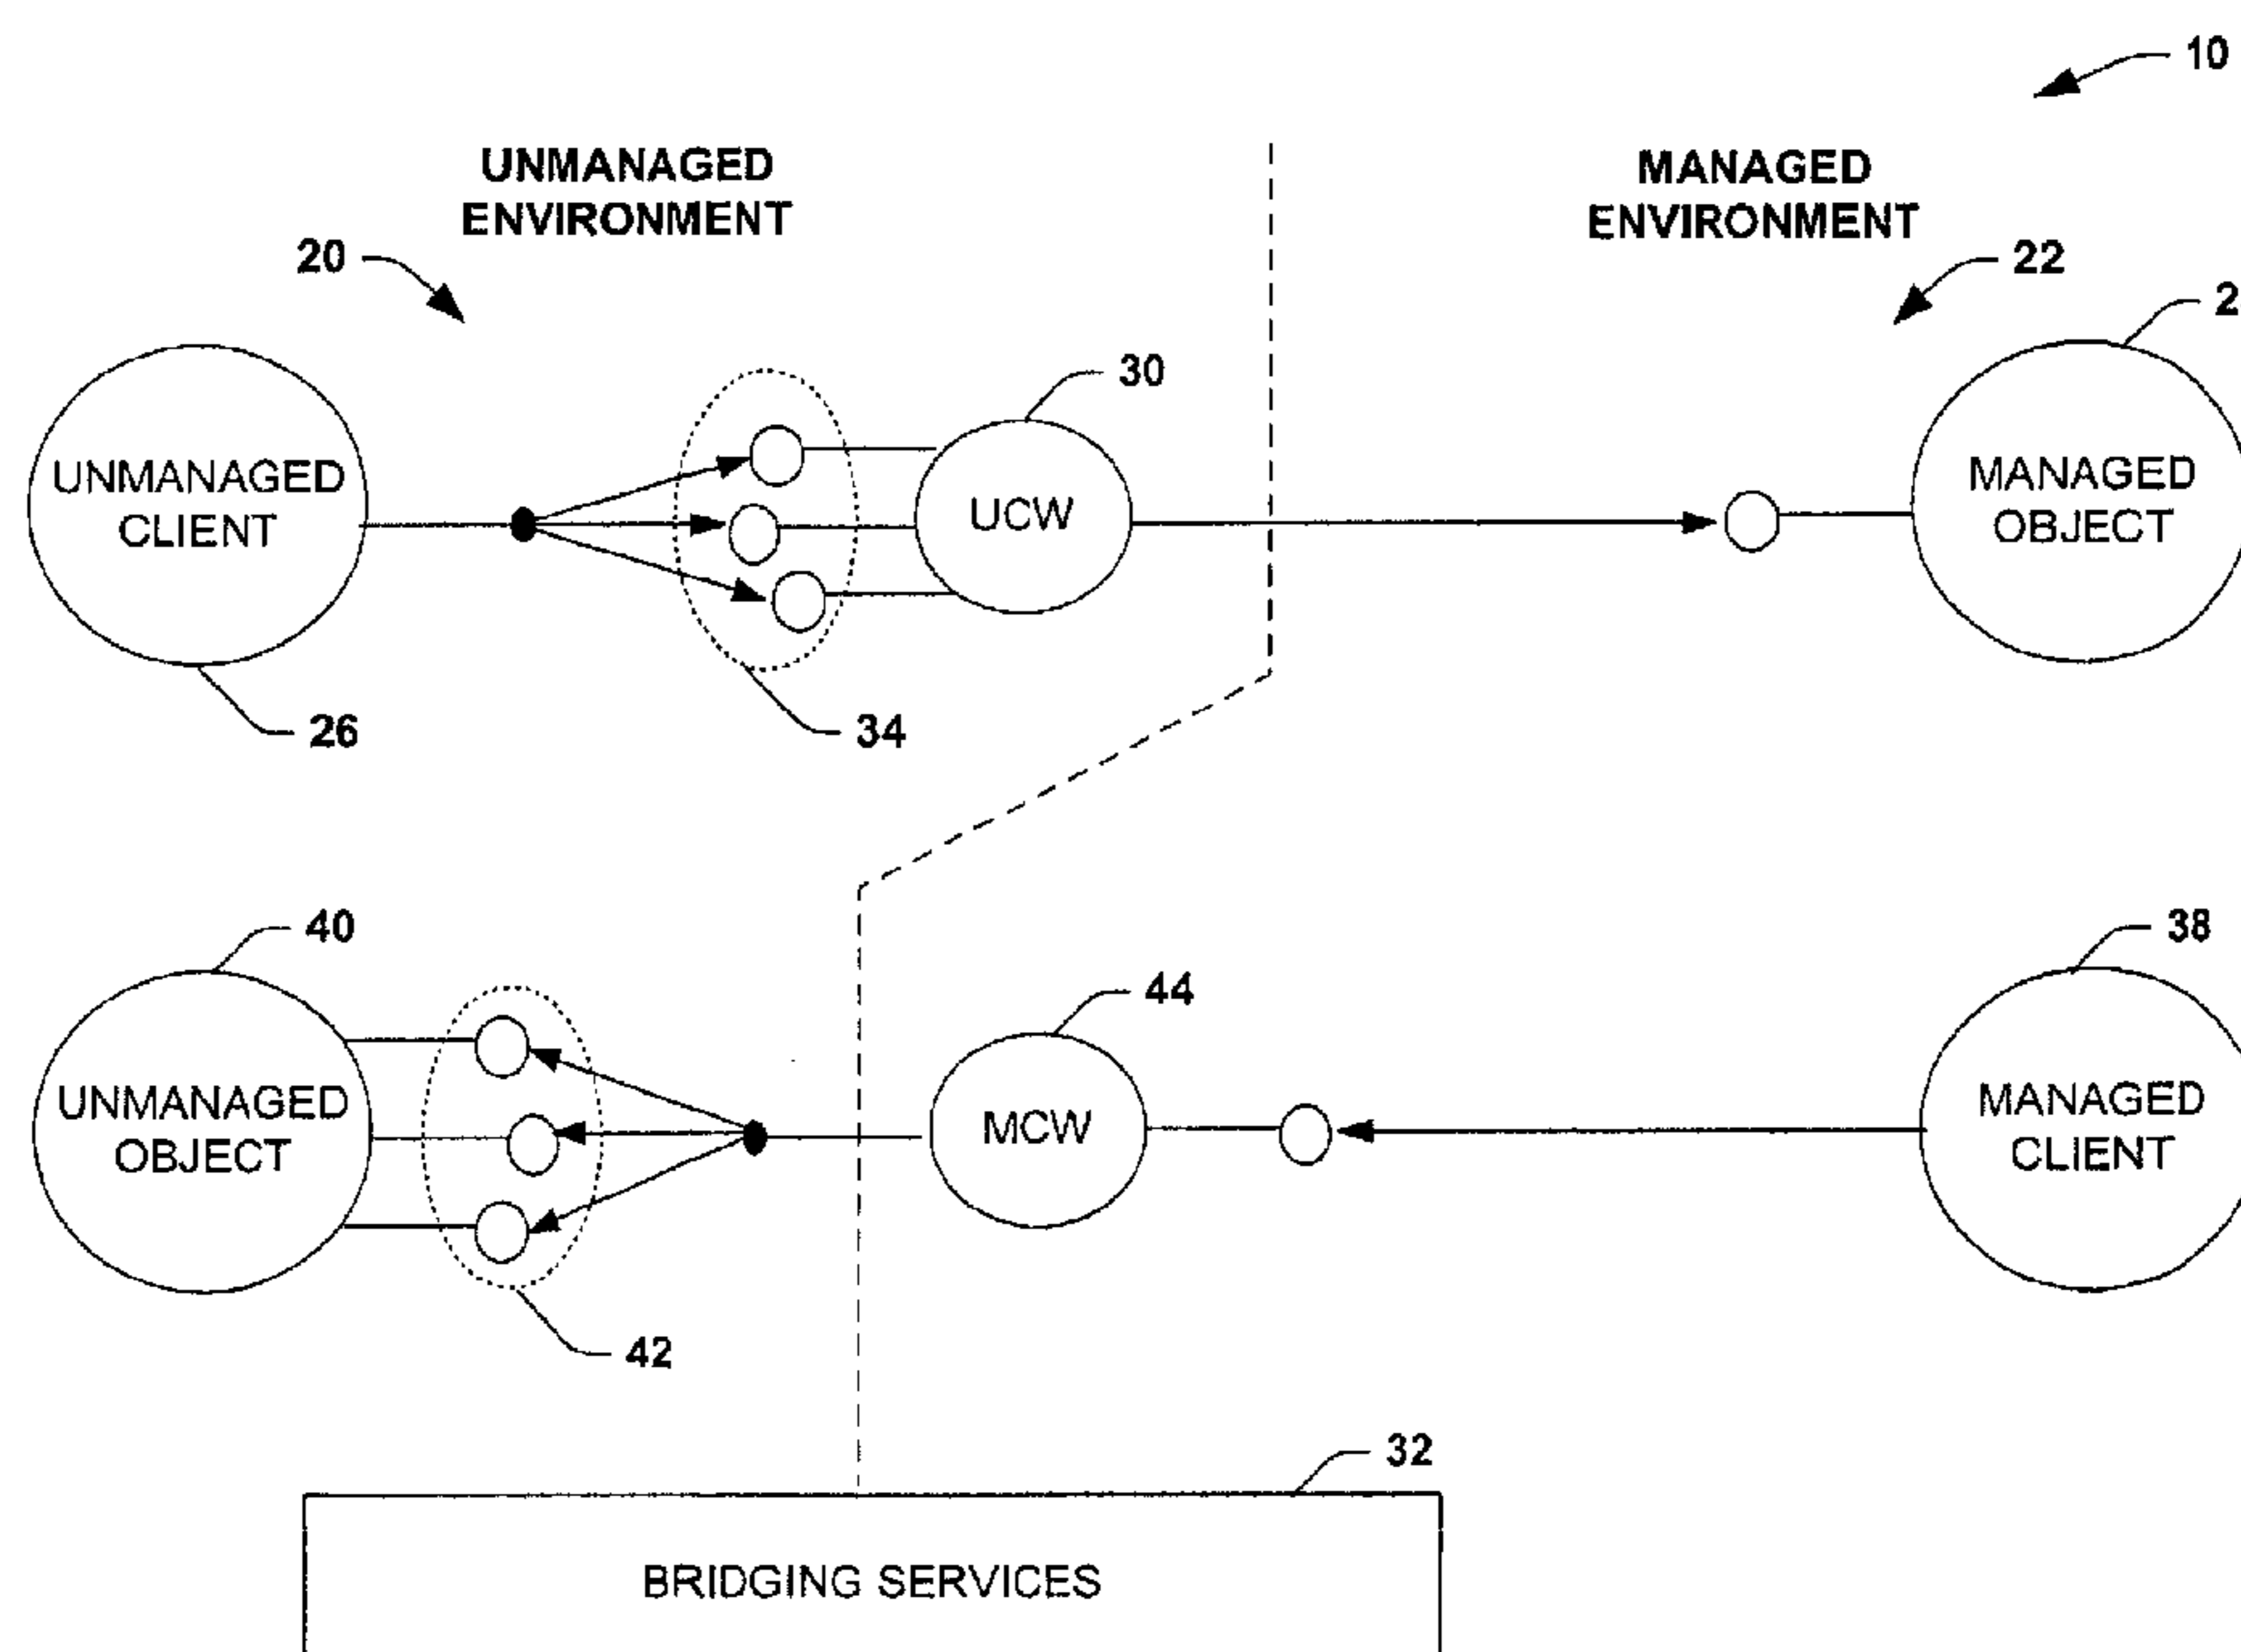 10
UNMANAGED
ENVIRONMENT
MANAGED
ENVIRONMENT
20
22
30
UNMANAGED
CLIENT
UCW
MANAGED
OBJECT
26
34
40
38
44
UNMANAGED
OBJECT
MCW
MANAGED
CLIENT
42
32
BRIDGING SERVICES